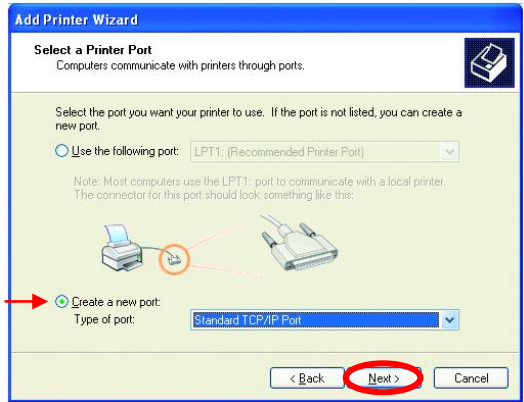 Add Printer Wizard
Select a Printer Port
Computers communicate with printers through ports.
Select the port you want your printer to use. If the port is not listed, you can create a
new port.
Use the following port: LPT1: (Recommended Printer Port)
Note: Most computers use the LPT1: port to communicate with a local printer.
The connector for this port should look something like this:
Create a new port:
Type of port: Standard TCP/IP Port
< Back Next > Cancel